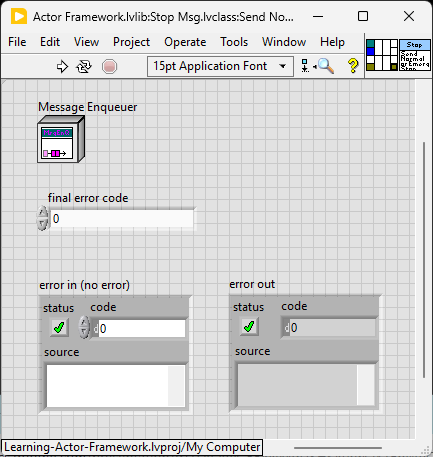 Actor Framework.lvlib:Stop Msg.lvclass:Send No...
File Edit View Project Operate Tools Window Help
15pt Application Font
?
Stop
Send
Normal
or Emerg
Stop
Message Enqueuer
final error code
0
error in (no error)
status code
d0
source
error out
status code
d0
source
Learning-Actor-Framework.lvproj/My Computer